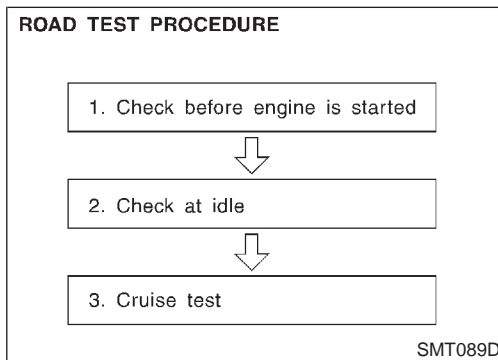 ROAD TEST PROCEDURE
1. Check before engine is started
2. Check at idle
3. Cruise test
SMT089D